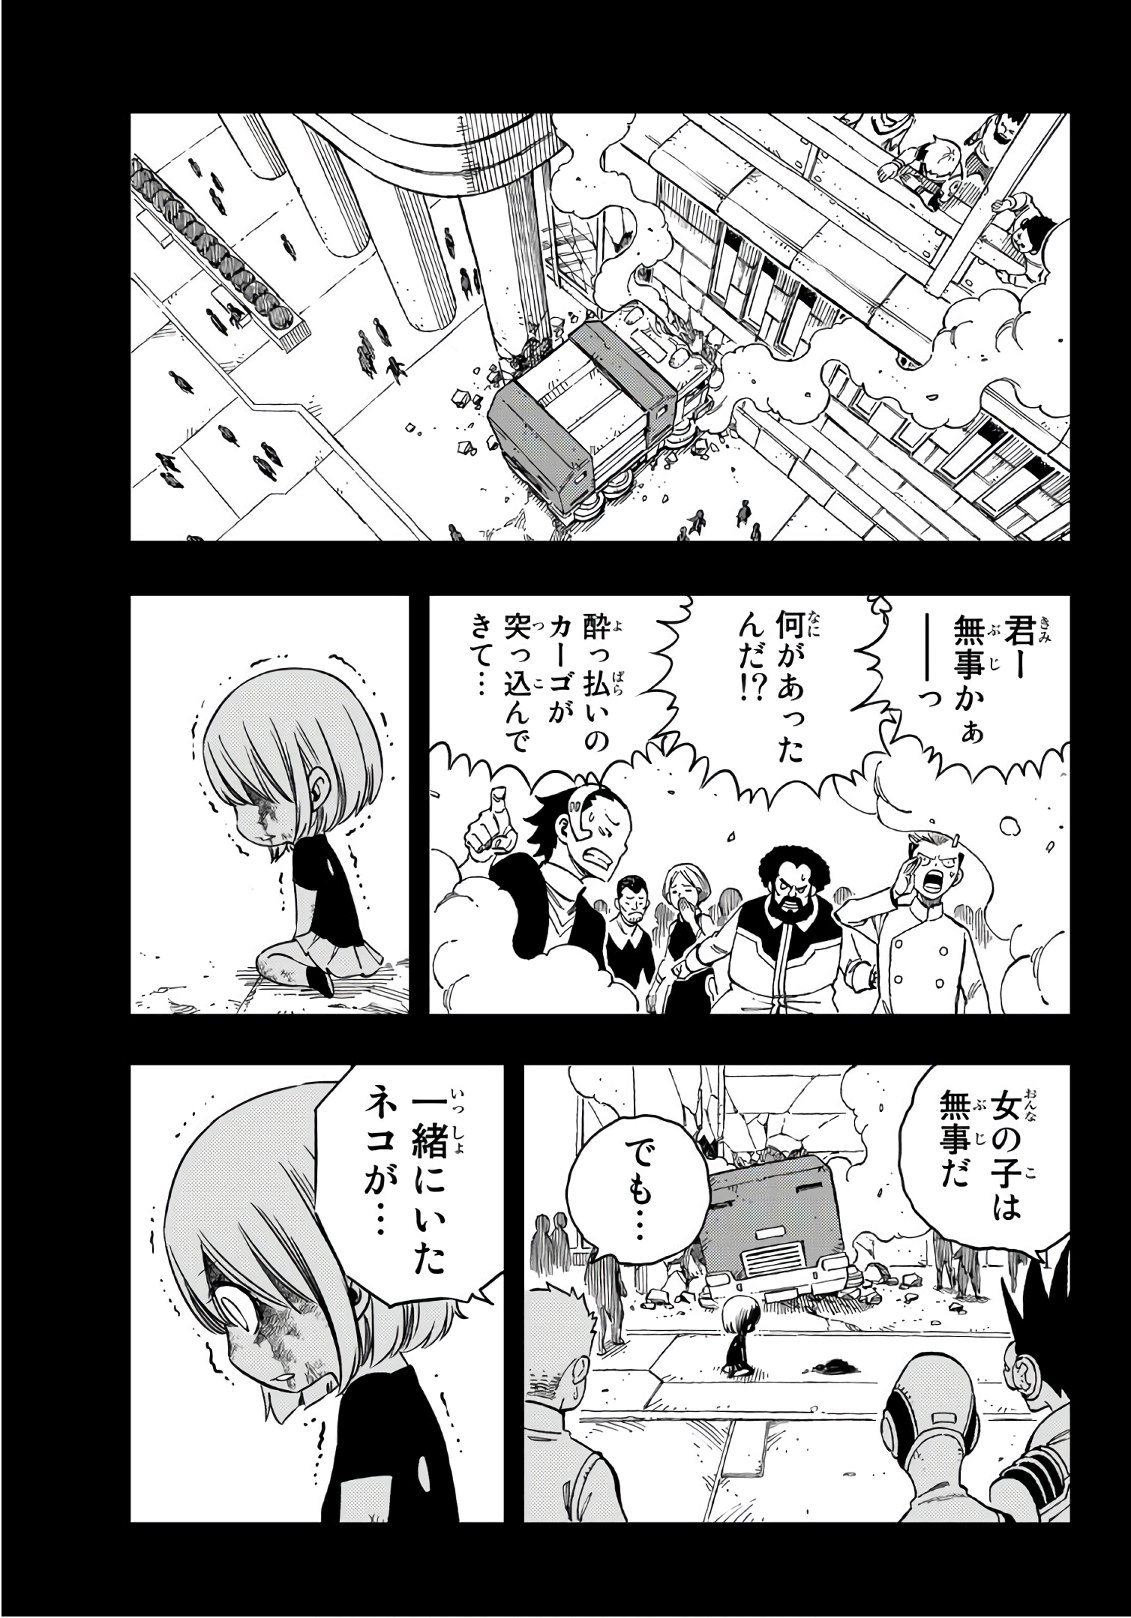 君ー
無事かぁ
ーーっ
何があった
んだ!?
酔っ払いの
カーゴが
突っ込んで
きて…
女の子は
無事だ
でも…
一緒にいた
ネコが…